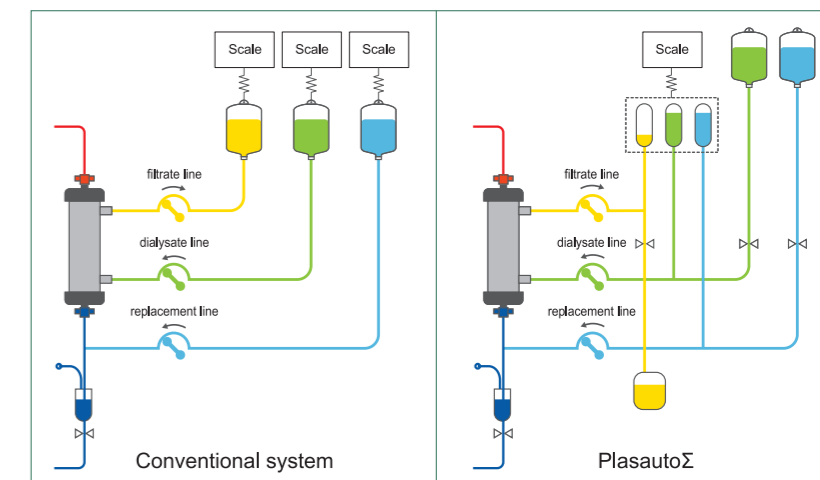 Scale
Scale
Scale
filtrate line
dialysate line
replacement line
Conventional system
Scale
filtrate line
dialysate line
replacement line
PlasautoΣ